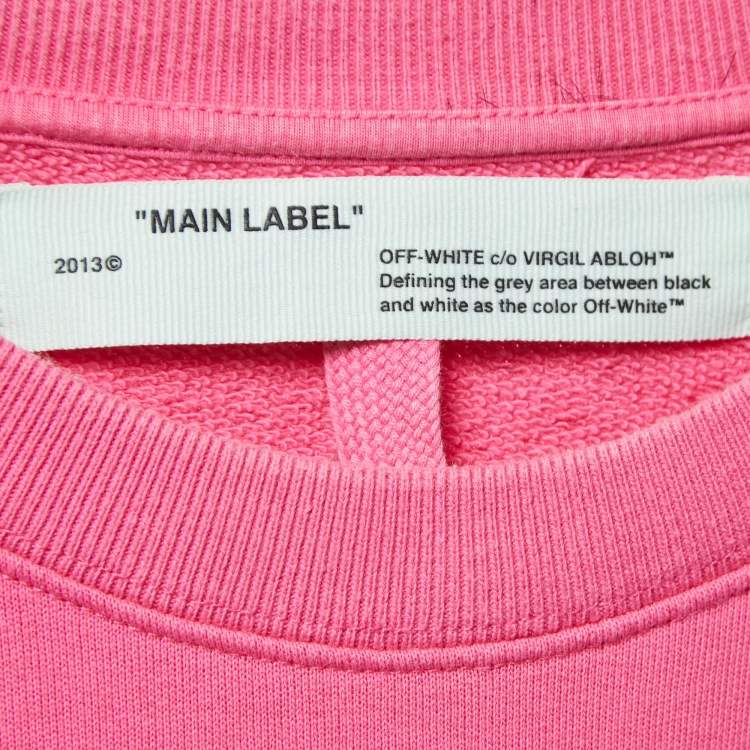 "MAIN LABEL"
2013©
OFF-WHITE c/o VIRGIL ABLOH™
Defining the grey area between black
and white as the color Off-White™